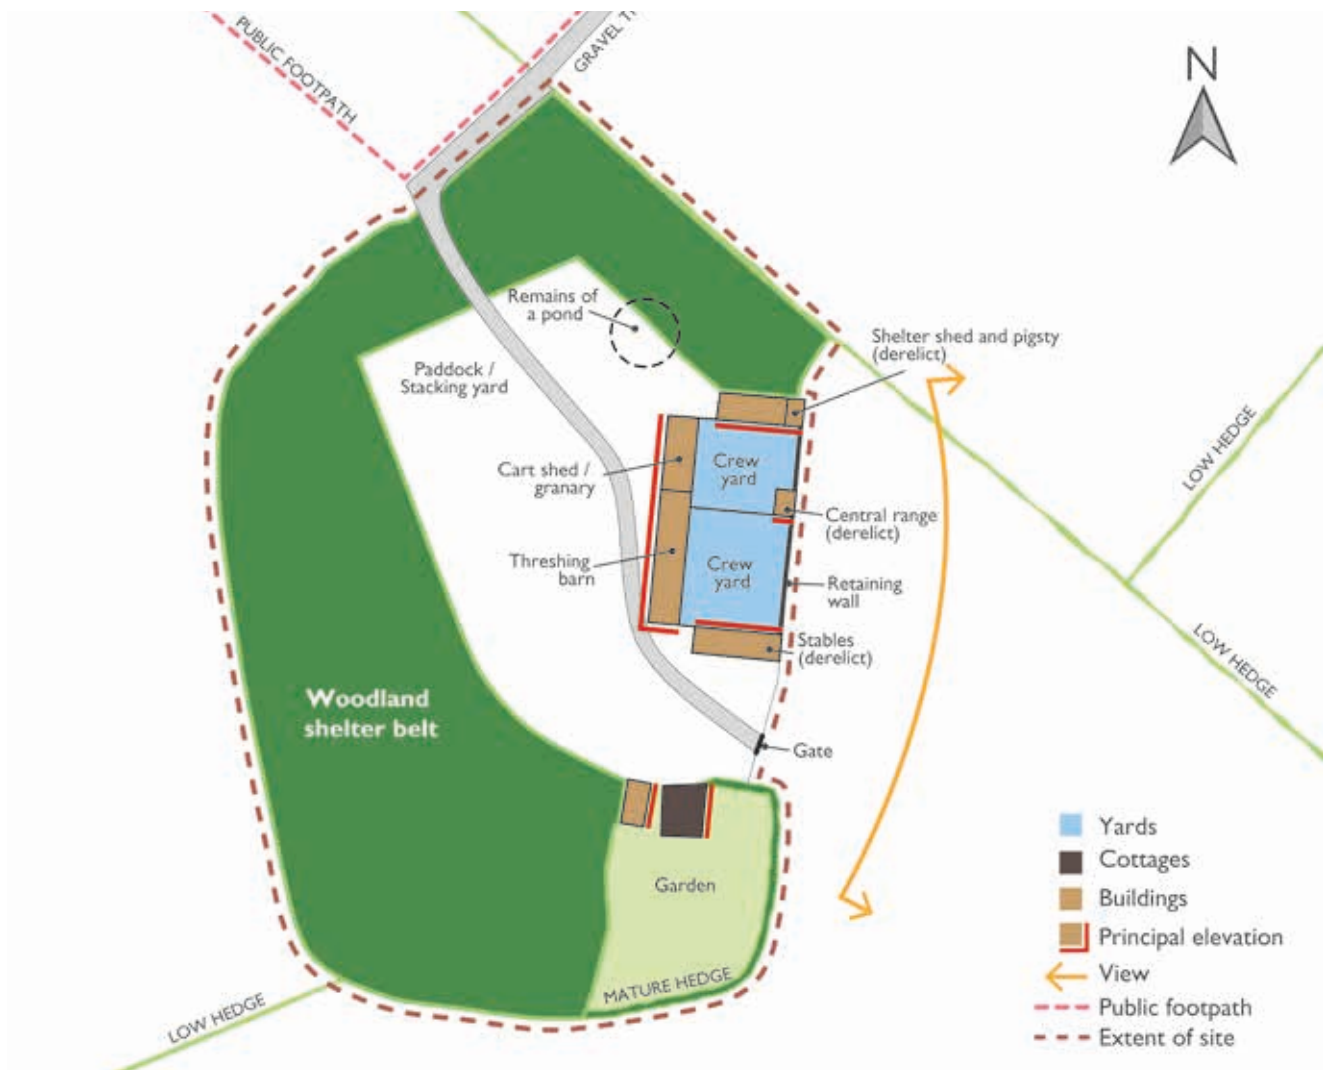 PUBLIC FOOTPATH
GRAVEL
N
Remains of
a pond
Shelter shed and pigsty
(derelict)
Paddock /
Stacking yard
LOW HEDGE
Crew
yard
Cart shed /
granary
Central range
(derelict)
Threshing
barn
Crew
yard
Retaining
wall
Stables
(derelict)
LOW HEDGE
Woodland
shelter belt
Gate
Garden
MATURE HEDGE
LOW HEDGE
Yards
Cottages
Buildings
Principal elevation
View
Public footpath
Extent of site